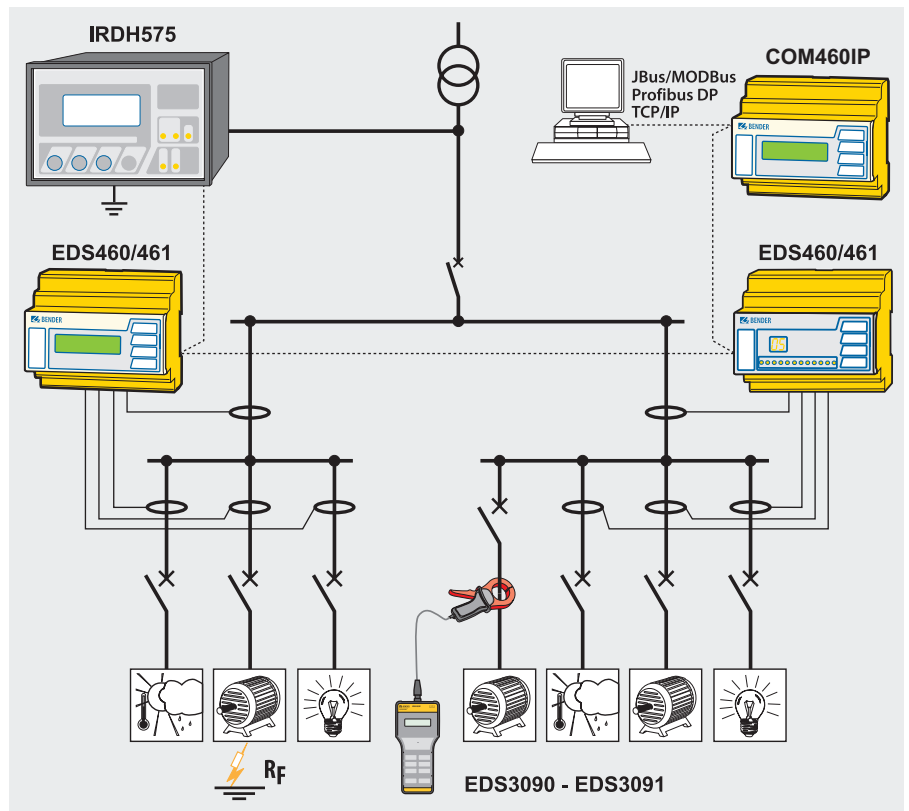 IRDH575
COM460IP
JBus/MODBus
Profibus DP
TCP/IP
BENDER
EDS460/461
EDS460/461
BENDER
BENDER
RF
EDS3090 - EDS3091